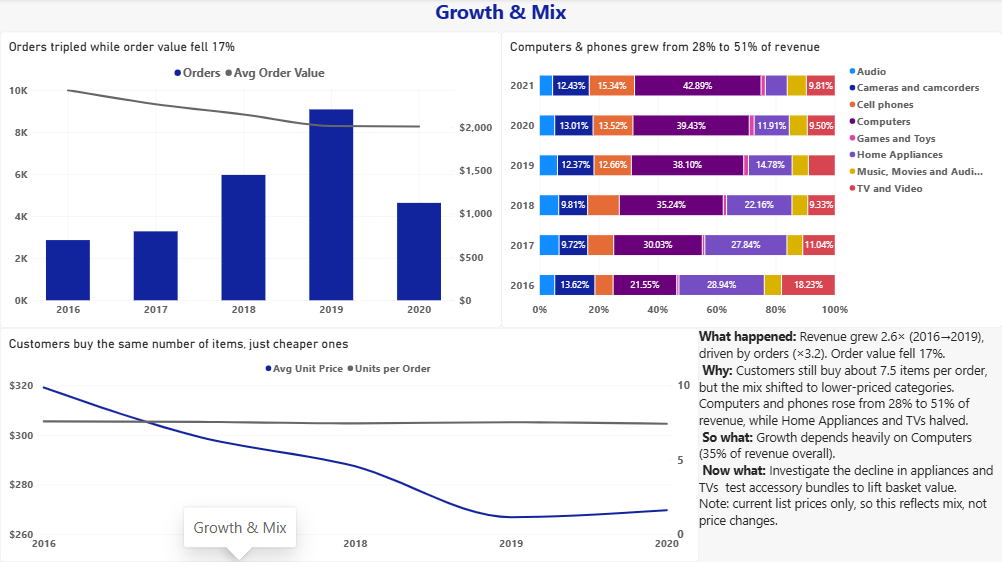 Growth & Mix
Orders tripled while order value fell 17%
Orders Avg Order Value
10K
8K
6K
4K
2K
0K
$2,000
$1,500
$1,000
$500
$0
2016 2017 2018 2019 2020
Computers & phones grew from 28% to 51% of revenue
2021 12.43% 15.34% 42.89% 9.81%
2020 13.01% 13.52% 39.43% 11.91% 9.50%
2019 12.37% 12.66% 38.10% 14.78%
2018 9.81% 35.24% 22.16% 9.33%
2017 9.72% 30.03% 27.84% 11.04%
2016 13.62% 21.55% 28.94% 18.23%
0% 20% 40% 60% 80% 100%
Audio
Cameras and camcorders
Cell phones
Computers
Games and Toys
Home Appliances
Music, Movies and Audi...
TV and Video
Customers buy the same number of items, just cheaper ones
Avg Unit Price Units per Order
$320
$300
$280
$260
10
5
0
2016 2018 2019 2020
Growth & Mix
What happened: Revenue grew 2.6× (2016→2019),
driven by orders (×3.2). Order value fell 17%.
Why: Customers still buy about 7.5 items per order,
but the mix shifted to lower-priced categories.
Computers and phones rose from 28% to 51% of
revenue, while Home Appliances and TVs halved.
So what: Growth depends heavily on Computers
(35% of revenue overall).
Now what: Investigate the decline in appliances and
TVs test accessory bundles to lift basket value.
Note: current list prices only, so this reflects mix, not
price changes.